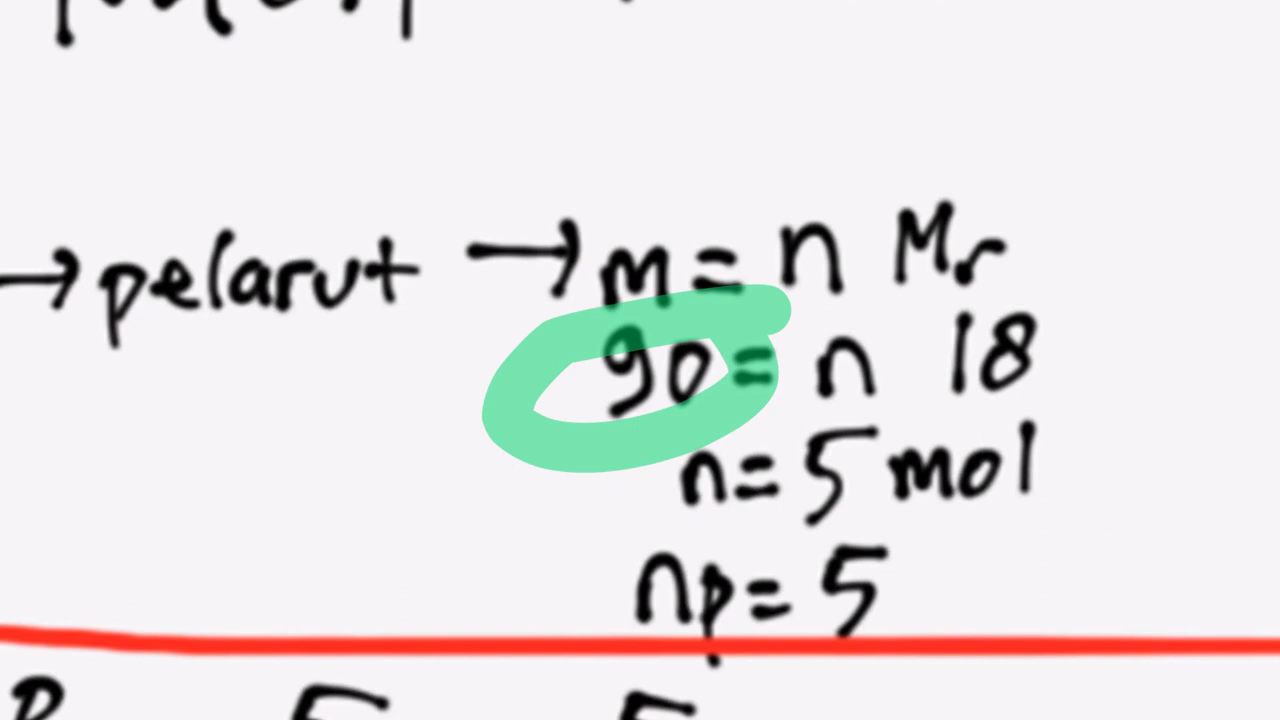 → pelarut → m = n Mr
90 = n 18
n = 5 mol
np = 5